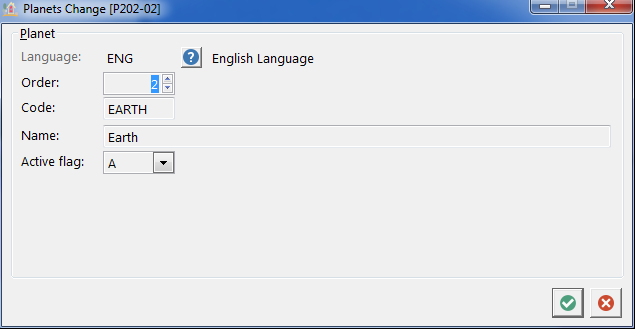 Planets Change [P202-02]
Planet
Language: ENG ? English Language
Order: 2
Code: EARTH
Name: Earth
Active flag: A